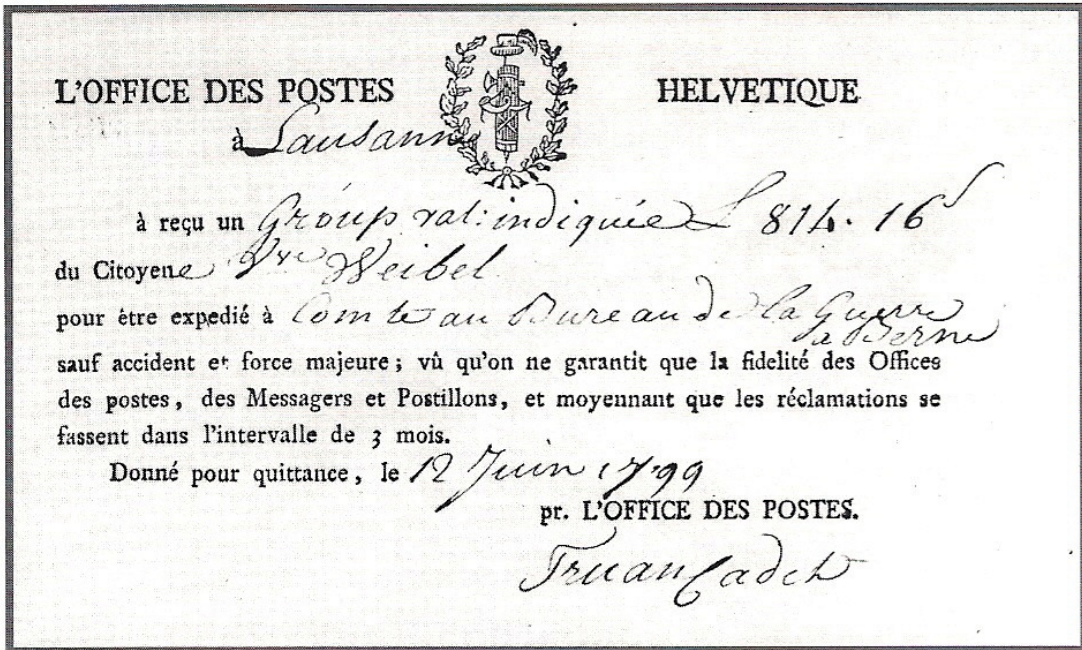 L'OFFICE DES POSTES HELVETIQUE
à Lausanne
à reçu un Group val: indiquée L 814. 16 s
du Citoyene Vve Weibel
pour être expedié à Comte au Bureau de la Guerre
a Berne
sauf accident et force majeure ; vû qu'on ne garantit que la fidelité des Offices
des postes, des Messagers et Postillons, et moyennant que les réclamations se
fassent dans l'intervalle de 3 mois.
Donné pour quittance, le 12 Juin 1799
pr. L'OFFICE DES POSTES.
Truan Cadet